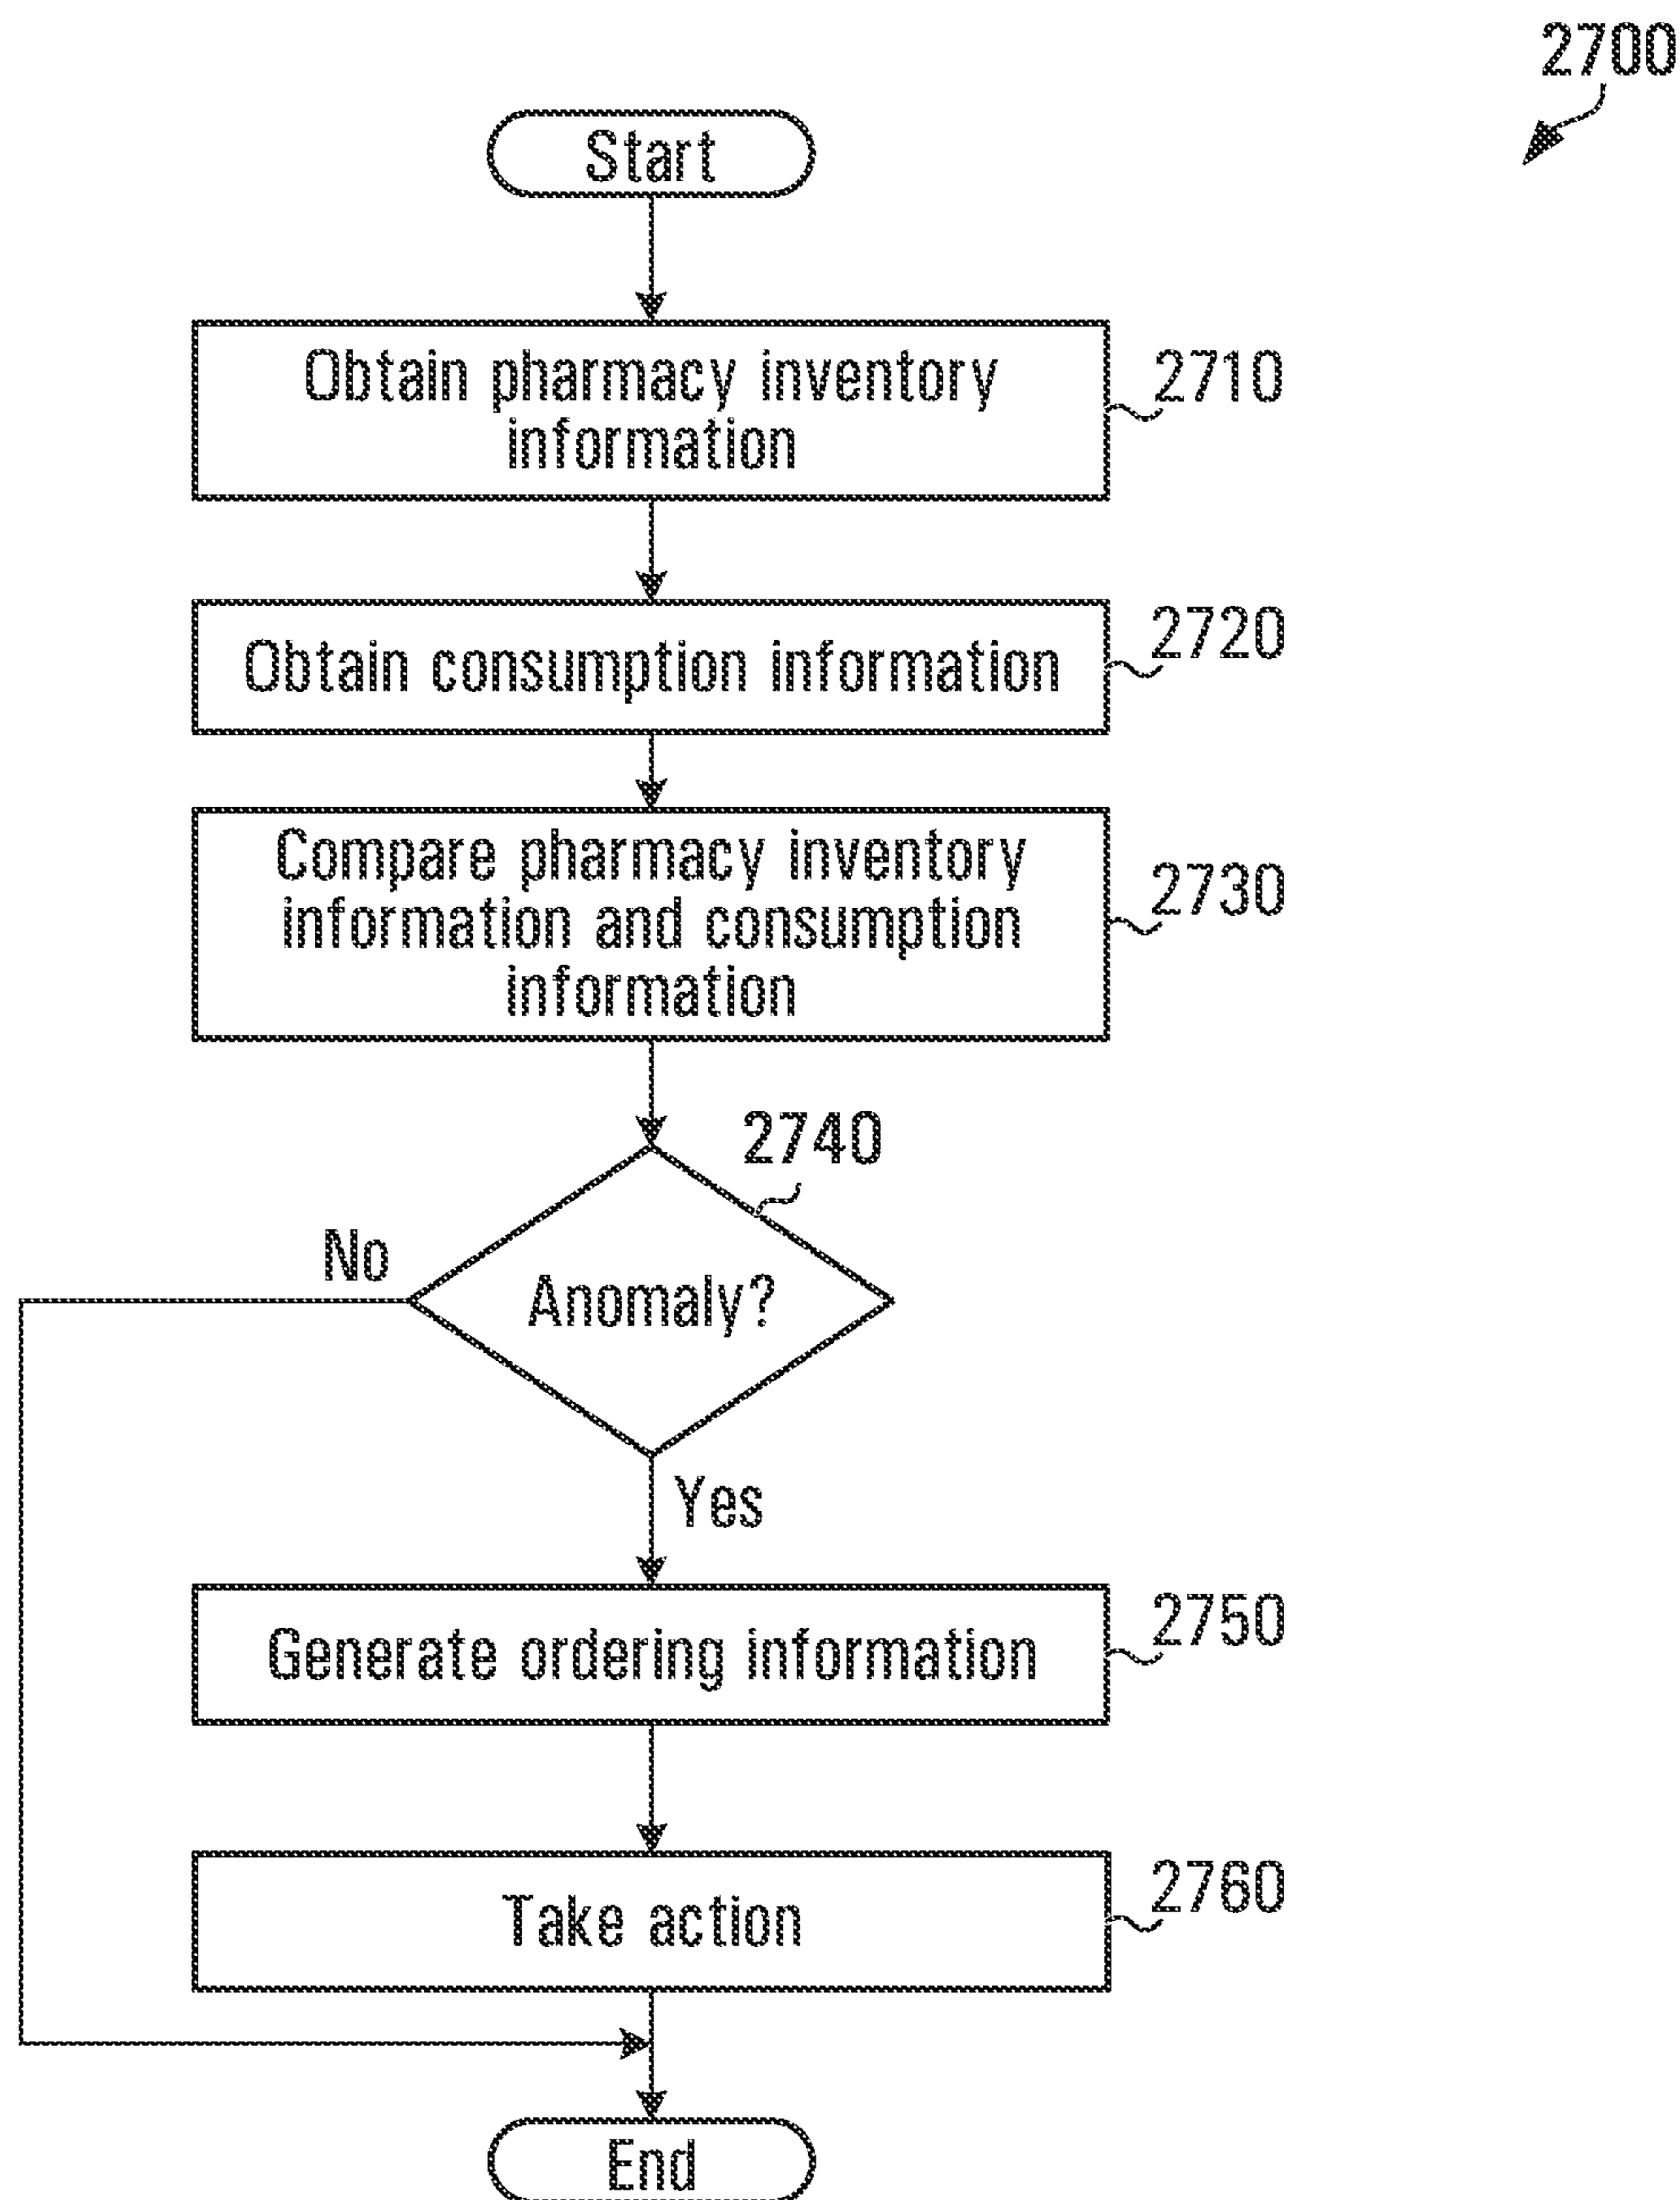 2700
Start
Obtain pharmacy inventory
information
2710
Obtain consumption information
2720
Compare pharmacy inventory
information and consumption
information
2730
2740
Anomaly?
No
Yes
Generate ordering information
2750
Take action
2760
End